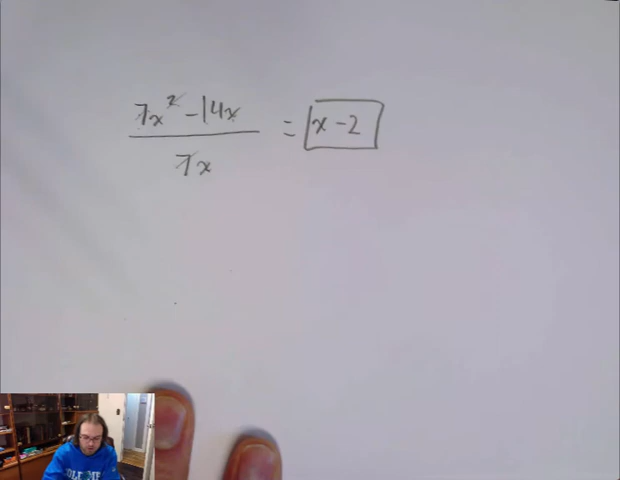 7x² - 14x
7x
= x - 2